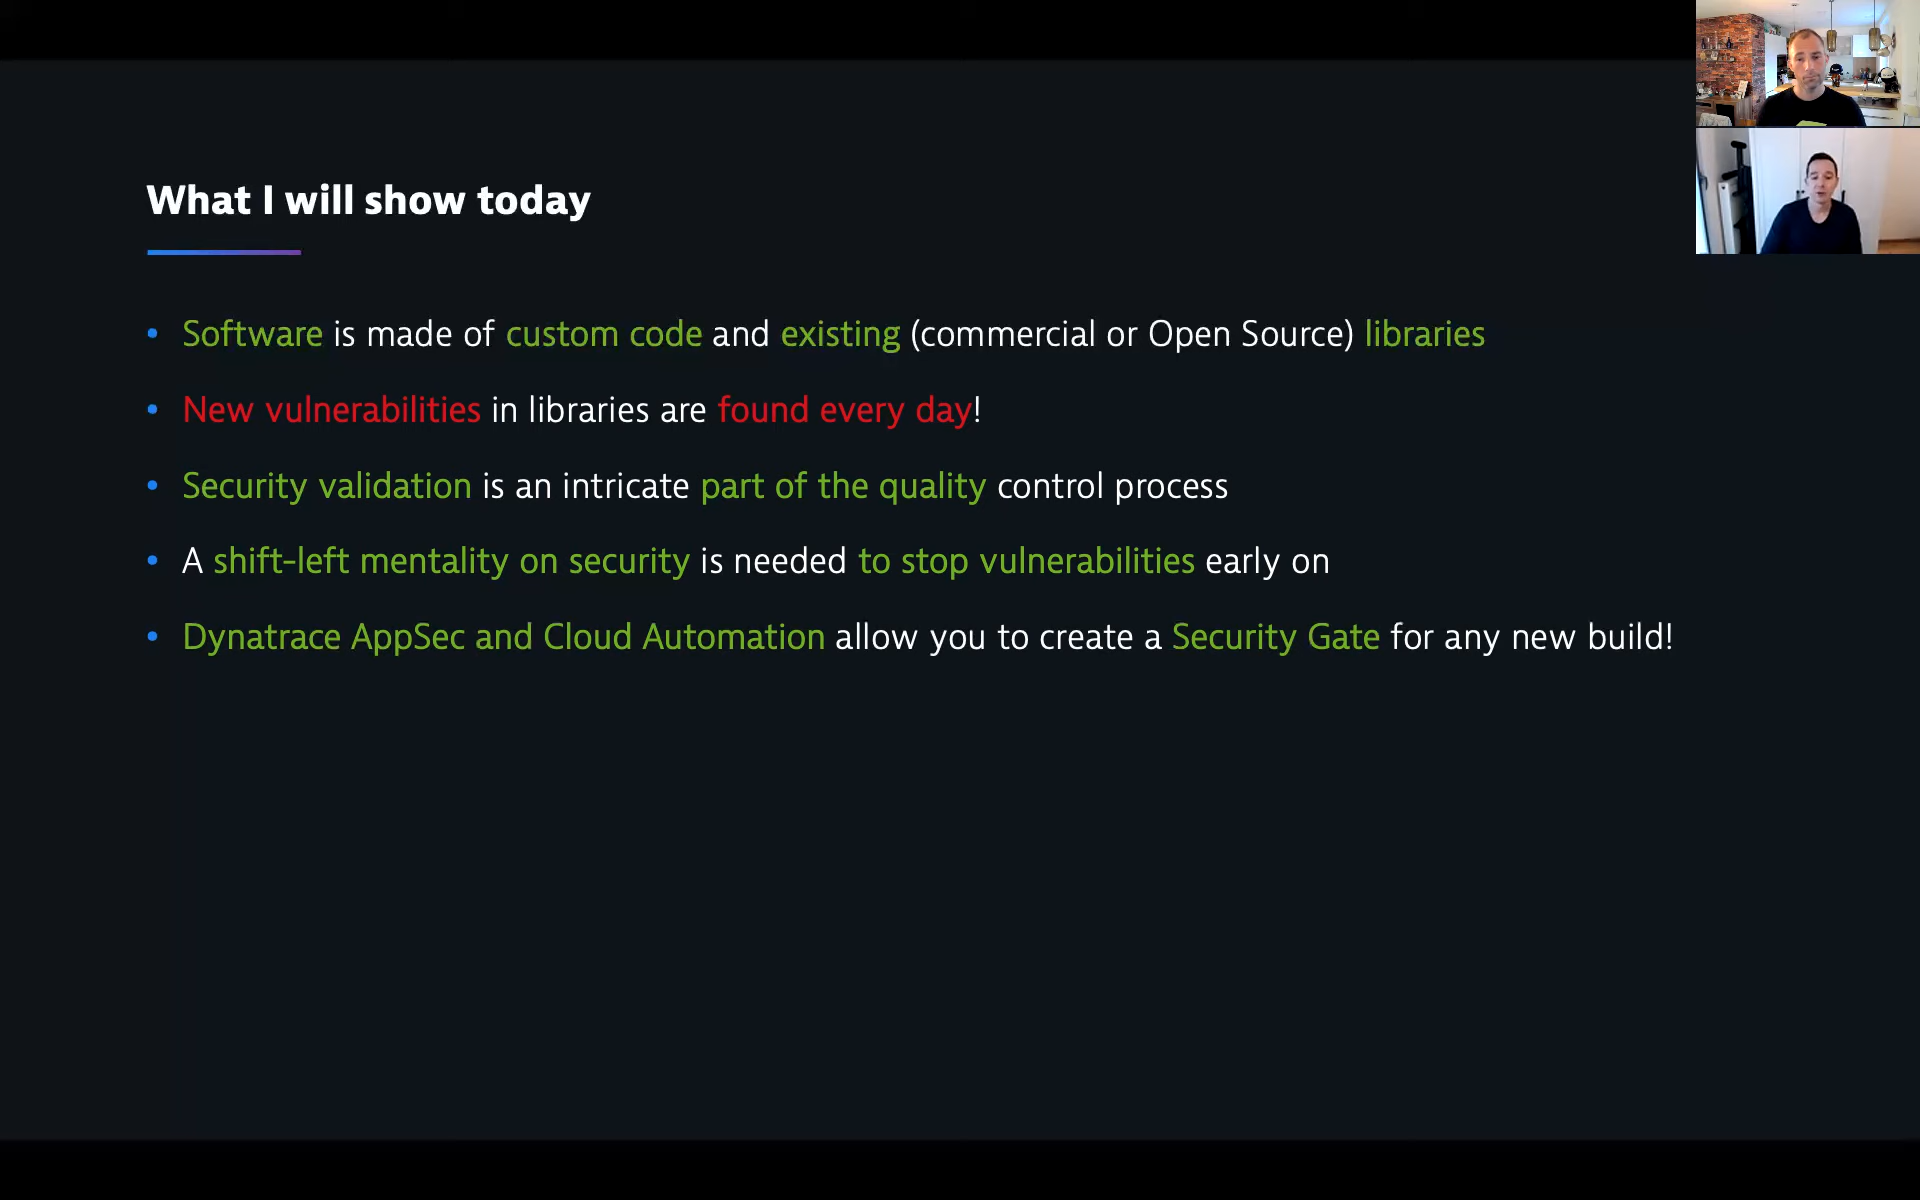 What I will show today
Software is made of custom code and existing (commercial or Open Source) libraries
New vulnerabilities in libraries are found every day!
Security validation is an intricate part of the quality control process
A shift-left mentality on security is needed to stop vulnerabilities early on
Dynatrace AppSec and Cloud Automation allow you to create a Security Gate for any new build!